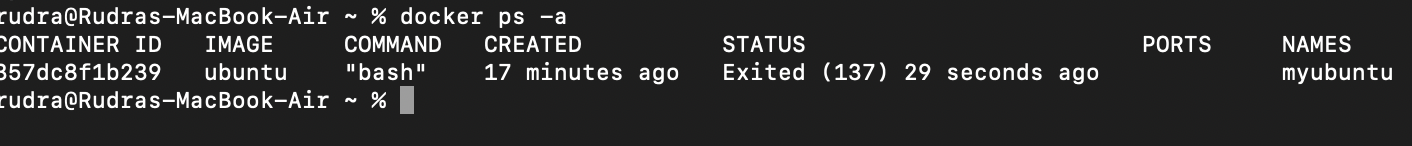 rudra@Rudras-MacBook-Air ~ % docker ps -a
CONTAINER ID IMAGE COMMAND CREATED STATUS PORTS NAMES
357dc8f1b239 ubuntu "bash" 17 minutes ago Exited (137) 29 seconds ago myubuntu
rudra@Rudras-MacBook-Air ~ %